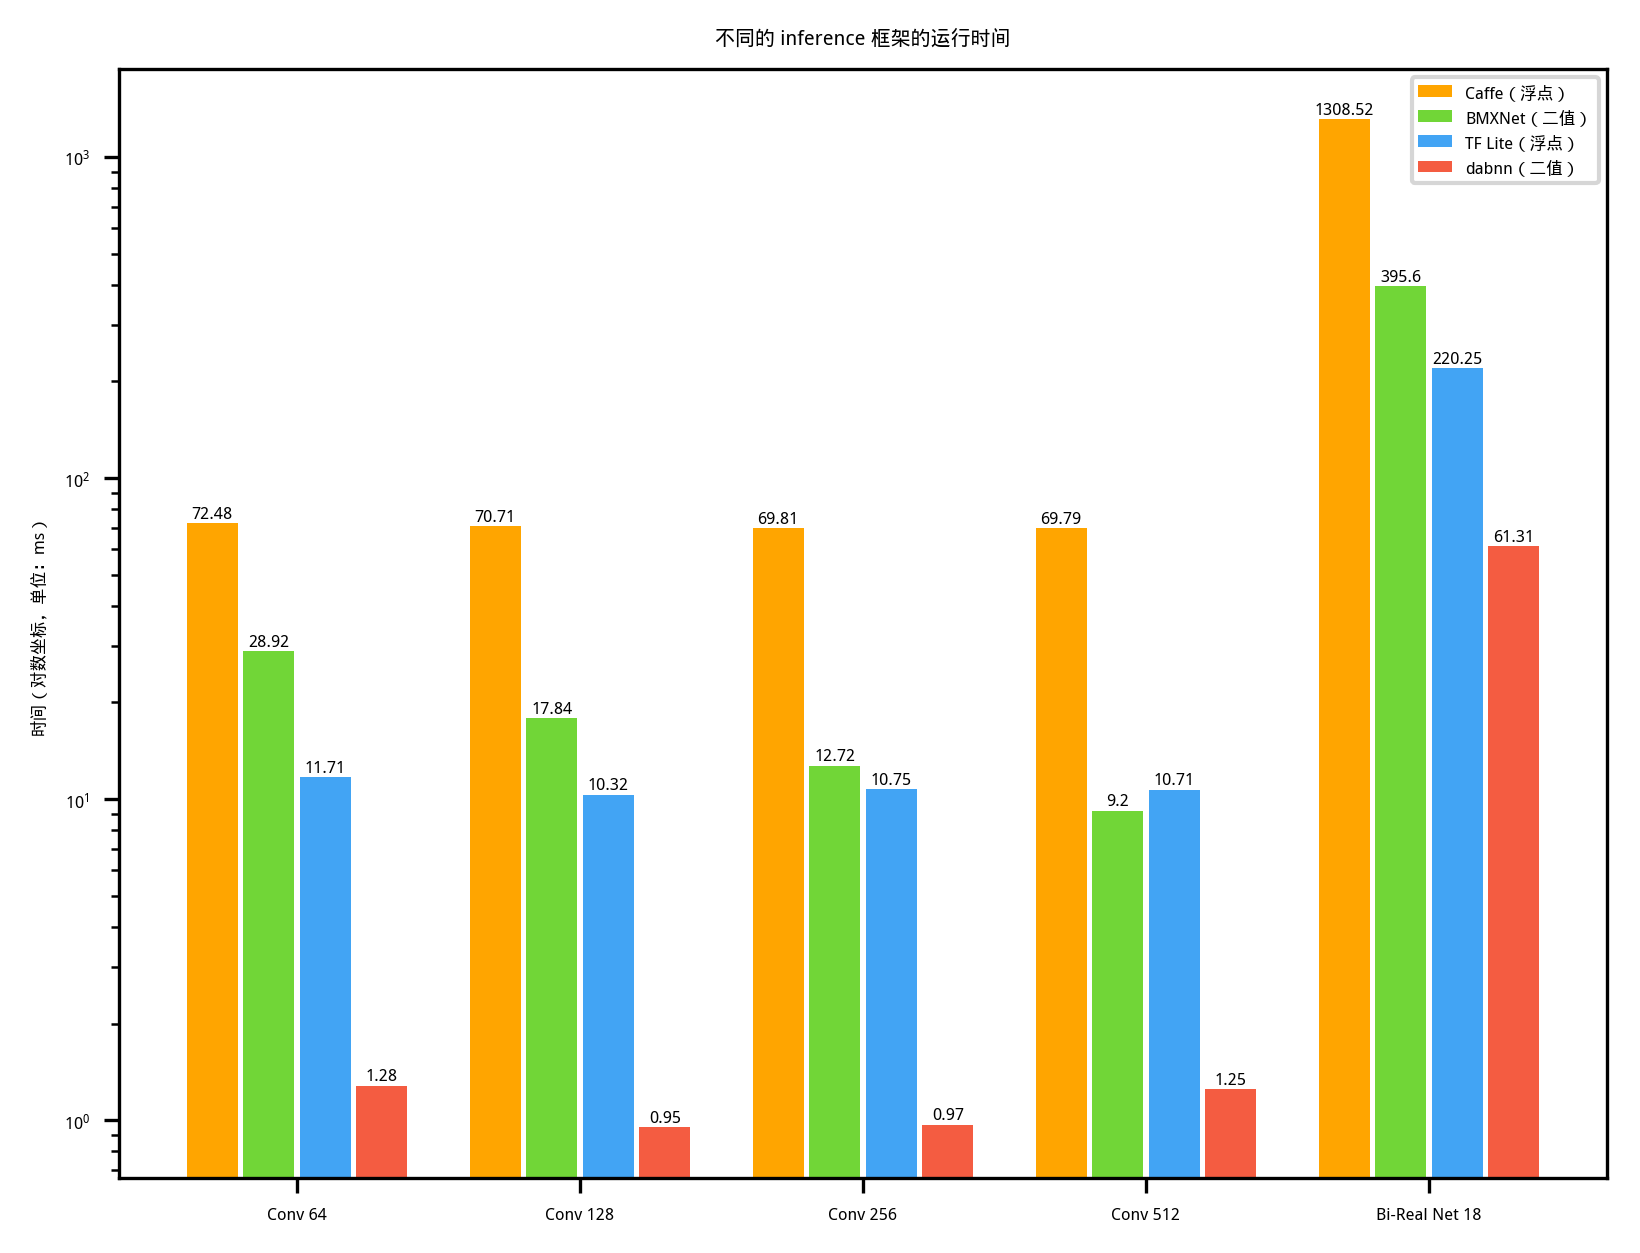 不同的 inference 框架的运行时间
Caffe（浮点）
BMXNet（二值）
TF Lite（浮点）
dabnn（二值）
时间（对数坐标，单位：ms）
10³
10²
10¹
10⁰
72.48
28.92
11.71
1.28
70.71
17.84
10.32
0.95
69.81
12.72
10.75
0.97
69.79
9.2
10.71
1.25
1308.52
395.6
220.25
61.31
Conv 64
Conv 128
Conv 256
Conv 512
Bi-Real Net 18